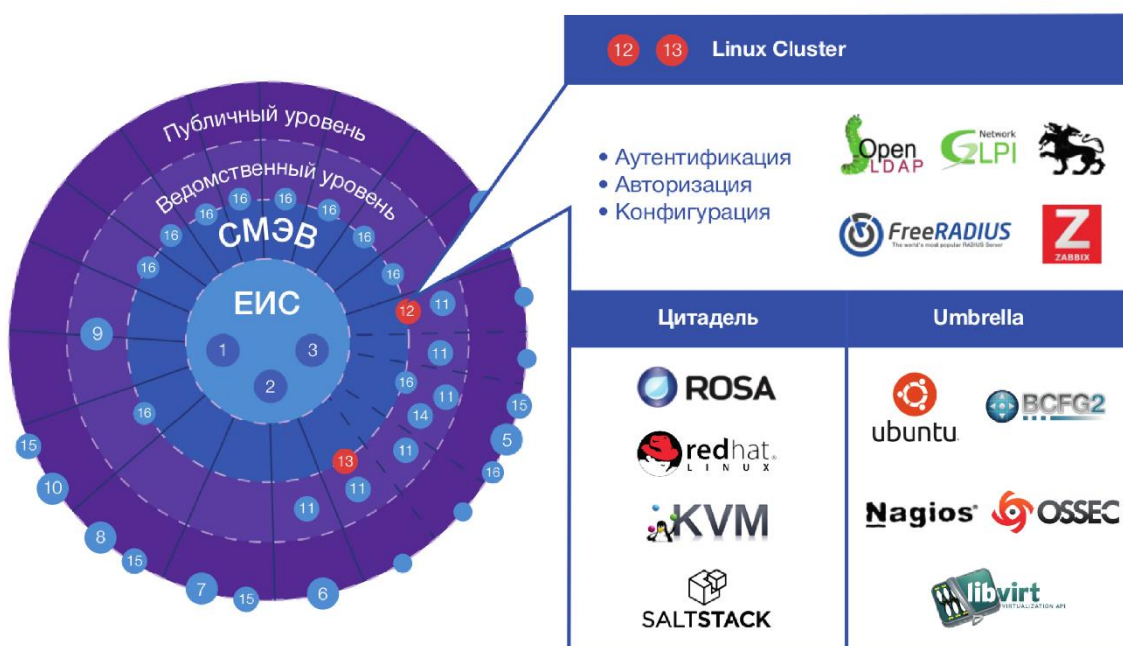 12 13 Linux Cluster
• Аутентификация
• Авторизация
• Конфигурация
Open
LDAP
Network
GLPI
FreeRADIUS
The world's most popular RADIUS Server
Z
ZABBIX
Цитадель
ROSA
redhat.
LINUX
KVM
SALTSTACK
Umbrella
ubuntu
BCFG2
Nagios®
OSSEC
libvirt
VIRTUALIZATION API
Публичный уровень
Ведомственный уровень
СМЭВ
ЕИС
1
2
3
16
16
16
16
16
16
16
16
12
11
9
11
16
11
14
16
11
13
11
11
15
5
16
15
10
8
15
7
15
6